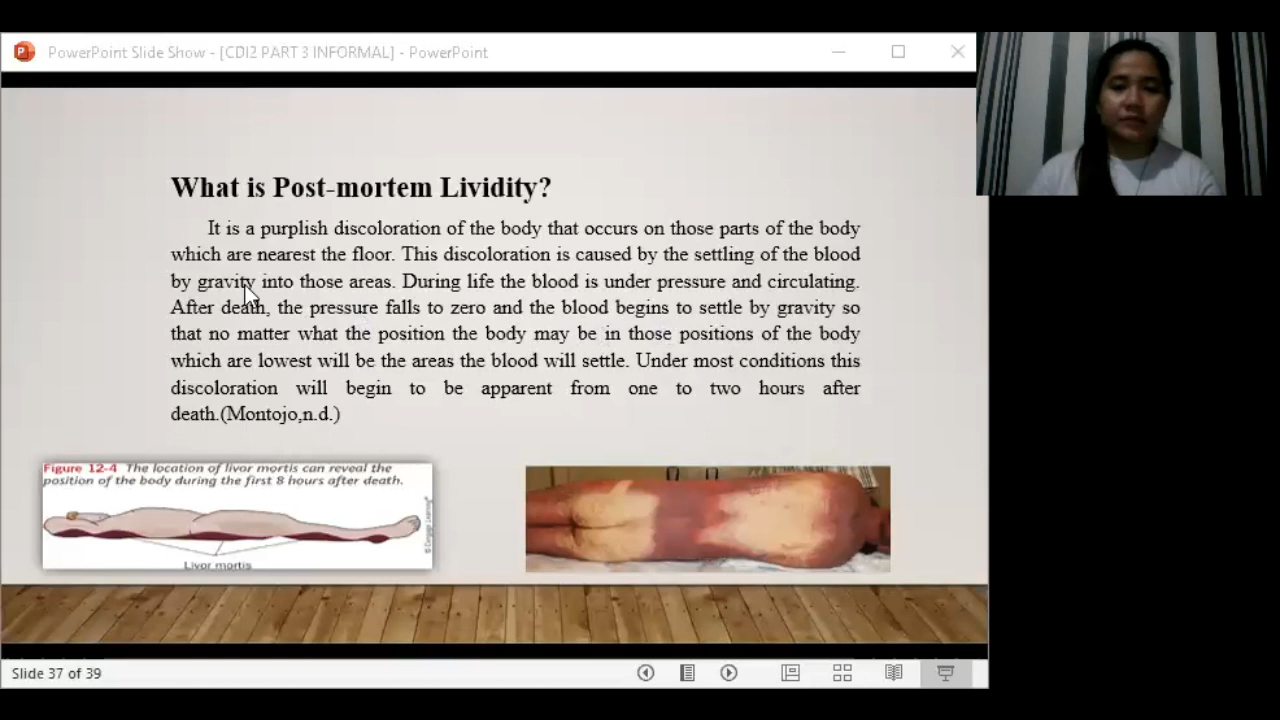 PowerPoint Slide Show - [CDI2 PART 3 INFORMAL] - PowerPoint
What is Post-mortem Lividity?
It is a purplish discoloration of the body that occurs on those parts of the body
which are nearest the floor. This discoloration is caused by the settling of the blood
by gravity into those areas. During life the blood is under pressure and circulating.
After death, the pressure falls to zero and the blood begins to settle by gravity so
that no matter what the position the body may be in those positions of the body
which are lowest will be the areas the blood will settle. Under most conditions this
discoloration will begin to be apparent from one to two hours after
death.(Montojo,n.d.)
Figure 12-4 The location of livor mortis can reveal the
position of the body during the first 8 hours after death.
Livor mortis
© Cengage Learning
Slide 37 of 39